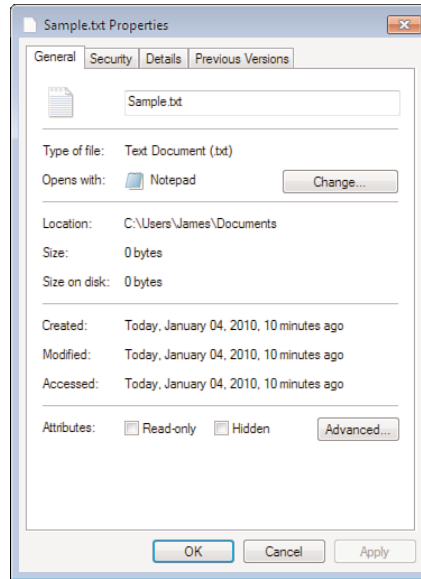 Sample.txt Properties
General Security Details Previous Versions
Sample.txt
Type of file: Text Document (.txt)
Opens with: Notepad Change...
Location: C:\Users\James\Documents
Size: 0 bytes
Size on disk: 0 bytes
Created: Today, January 04, 2010, 10 minutes ago
Modified: Today, January 04, 2010, 10 minutes ago
Accessed: Today, January 04, 2010, 10 minutes ago
Attributes: Read-only Hidden Advanced...
OK Cancel Apply